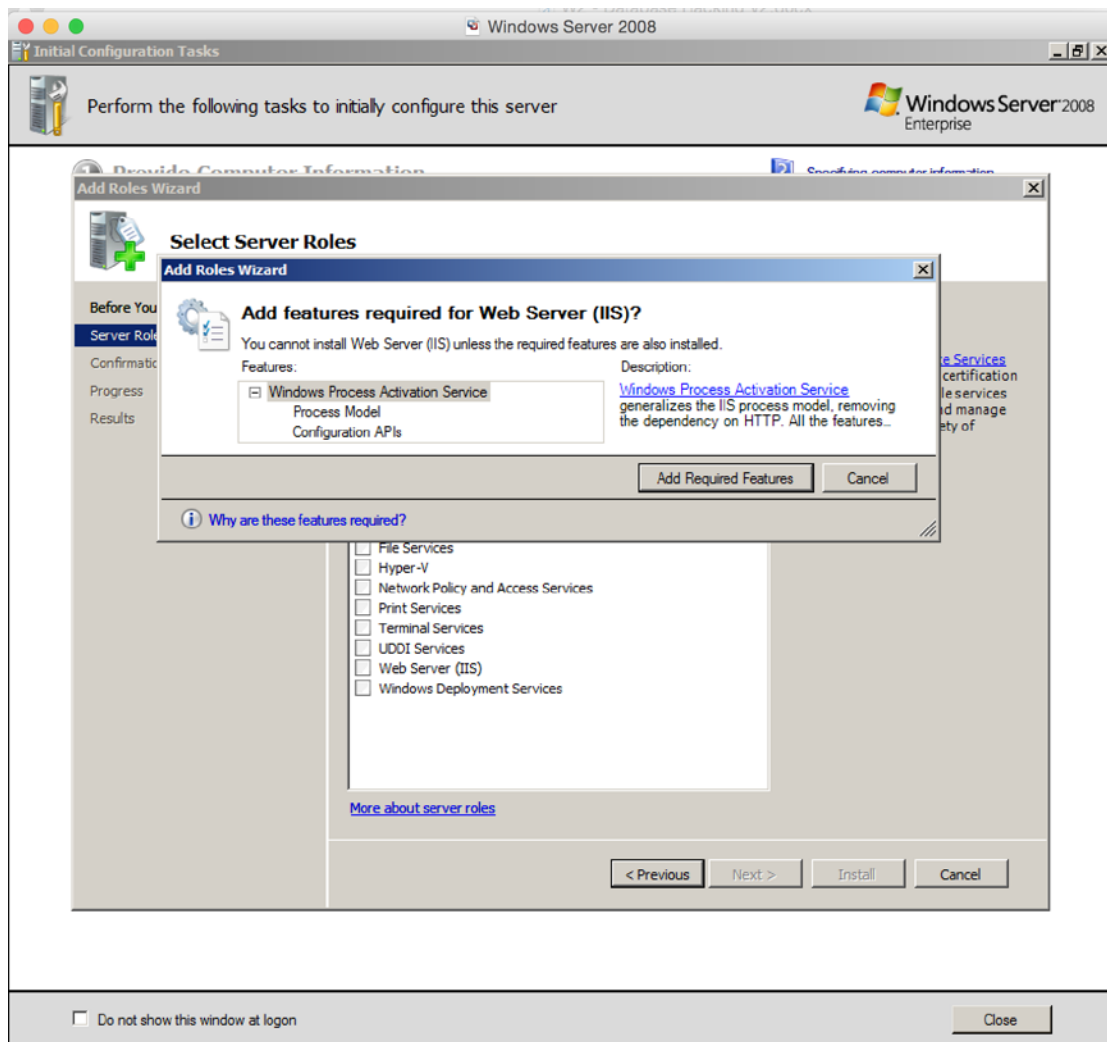 Windows Server 2008
Initial Configuration Tasks
Perform the following tasks to initially configure this server
Windows Server 2008
Enterprise
Provide Computer Information
Specifying computer information
Add Roles Wizard
Select Server Roles
Add Roles Wizard
Before You
Server Role
Confirmatio
Progress
Results
Add features required for Web Server (IIS)?
You cannot install Web Server (IIS) unless the required features are also installed.
Features:
Windows Process Activation Service
Process Model
Configuration APIs
Description:
Windows Process Activation Service
generalizes the IIS process model, removing
the dependency on HTTP. All the features...
Add Required Features
Cancel
Why are these features required?
e Services
certification
le services
d manage
ety of
File Services
Hyper-V
Network Policy and Access Services
Print Services
Terminal Services
UDDI Services
Web Server (IIS)
Windows Deployment Services
More about server roles
< Previous
Next >
Install
Cancel
Do not show this window at logon
Close